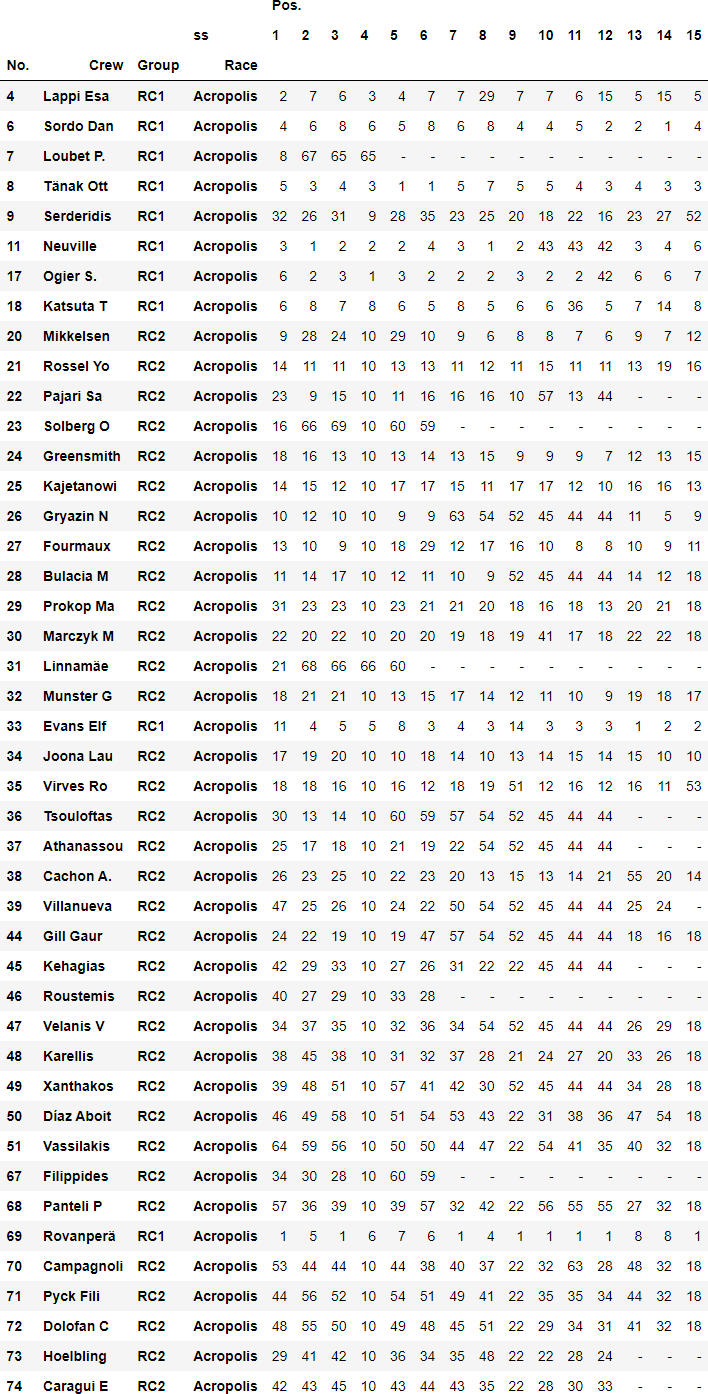 Pos.
ss 1 2 3 4 5 6 7 8 9 10 11 12 13 14 15
No. Crew Group Race
4 Lappi Esa RC1 Acropolis 2 7 6 3 4 7 7 29 7 7 6 15 5 15 5
6 Sordo Dan RC1 Acropolis 4 6 8 6 5 8 6 8 4 4 5 2 2 1 4
7 Loubet P. RC1 Acropolis 8 67 65 65 - - - - - - - - - - -
8 Tänak Ott RC1 Acropolis 5 3 4 3 1 1 5 7 5 5 4 3 4 3 3
9 Serderidis RC1 Acropolis 32 26 31 9 28 35 23 25 20 18 22 16 23 27 52
11 Neuville RC1 Acropolis 3 1 2 2 2 4 3 1 2 43 43 42 3 4 6
17 Ogier S. RC1 Acropolis 6 2 3 1 3 2 2 2 3 2 2 42 6 6 7
18 Katsuta T RC1 Acropolis 6 8 7 8 6 5 8 5 6 6 36 5 7 14 8
20 Mikkelsen RC2 Acropolis 9 28 24 10 29 10 9 6 8 8 7 6 9 7 12
21 Rossel Yo RC2 Acropolis 14 11 11 10 13 13 11 12 11 15 11 11 13 19 16
22 Pajari Sa RC2 Acropolis 23 9 15 10 11 16 16 16 10 57 13 44 - - -
23 Solberg O RC2 Acropolis 16 66 69 10 60 59 - - - - - - - - -
24 Greensmith RC2 Acropolis 18 16 13 10 13 14 13 15 9 9 9 7 12 13 15
25 Kajetanowi RC2 Acropolis 14 15 12 10 17 17 15 11 17 17 12 10 16 16 13
26 Gryazin N RC2 Acropolis 10 12 10 10 9 9 63 54 52 45 44 44 11 5 9
27 Fourmaux RC2 Acropolis 13 10 9 10 18 29 12 17 16 10 8 8 10 9 11
28 Bulacia M RC2 Acropolis 11 14 17 10 12 11 10 9 52 45 44 44 14 12 18
29 Prokop Ma RC2 Acropolis 31 23 23 10 23 21 21 20 18 16 18 13 20 21 18
30 Marczyk M RC2 Acropolis 22 20 22 10 20 20 19 18 19 41 17 18 22 22 18
31 Linnamäe RC2 Acropolis 21 68 66 66 60 - - - - - - - - - -
32 Munster G RC2 Acropolis 18 21 21 10 13 15 17 14 12 11 10 9 19 18 17
33 Evans Elf RC1 Acropolis 11 4 5 5 8 3 4 3 14 3 3 3 1 2 2
34 Joona Lau RC2 Acropolis 17 19 20 10 10 18 14 10 13 14 15 14 15 10 10
35 Virves Ro RC2 Acropolis 18 18 16 10 16 12 18 19 51 12 16 12 16 11 53
36 Tsouloftas RC2 Acropolis 30 13 14 10 60 59 57 54 52 45 44 44 - - -
37 Athanassou RC2 Acropolis 25 17 18 10 21 19 22 54 52 45 44 44 - - -
38 Cachon A. RC2 Acropolis 26 23 25 10 22 23 20 13 15 13 14 21 55 20 14
39 Villanueva RC2 Acropolis 47 25 26 10 24 22 50 54 52 45 44 44 25 24 -
44 Gill Gaur RC2 Acropolis 24 22 19 10 19 47 57 54 52 45 44 44 18 16 18
45 Kehagias RC2 Acropolis 42 29 33 10 27 26 31 22 22 45 44 44 - - -
46 Roustemis RC2 Acropolis 40 27 29 10 33 28 - - - - - - - - -
47 Velanis V RC2 Acropolis 34 37 35 10 32 36 34 54 52 45 44 44 26 29 18
48 Karellis RC2 Acropolis 38 45 38 10 31 32 37 28 21 24 27 20 33 26 18
49 Xanthakos RC2 Acropolis 39 48 51 10 57 41 42 30 52 45 44 44 34 28 18
50 Díaz Aboit RC2 Acropolis 46 49 58 10 51 54 53 43 22 31 38 36 47 54 18
51 Vassilakis RC2 Acropolis 64 59 56 10 50 50 44 47 22 54 41 35 40 32 18
67 Filippides RC2 Acropolis 34 30 28 10 60 59 - - - - - - - - -
68 Panteli P RC2 Acropolis 57 36 39 10 39 57 32 42 22 56 55 55 27 32 18
69 Rovanperä RC1 Acropolis 1 5 1 6 7 6 1 4 1 1 1 1 8 8 1
70 Campagnoli RC2 Acropolis 53 44 44 10 44 38 40 37 22 32 63 28 48 32 18
71 Pyck Fili RC2 Acropolis 44 56 52 10 54 51 49 41 22 35 35 34 44 32 18
72 Dolofan C RC2 Acropolis 48 55 50 10 49 48 45 51 22 29 34 31 41 32 18
73 Hoelbling RC2 Acropolis 29 41 42 10 36 34 35 48 22 22 28 24 - - -
74 Caragui E RC2 Acropolis 42 43 45 10 43 44 43 35 22 28 30 33 - - -